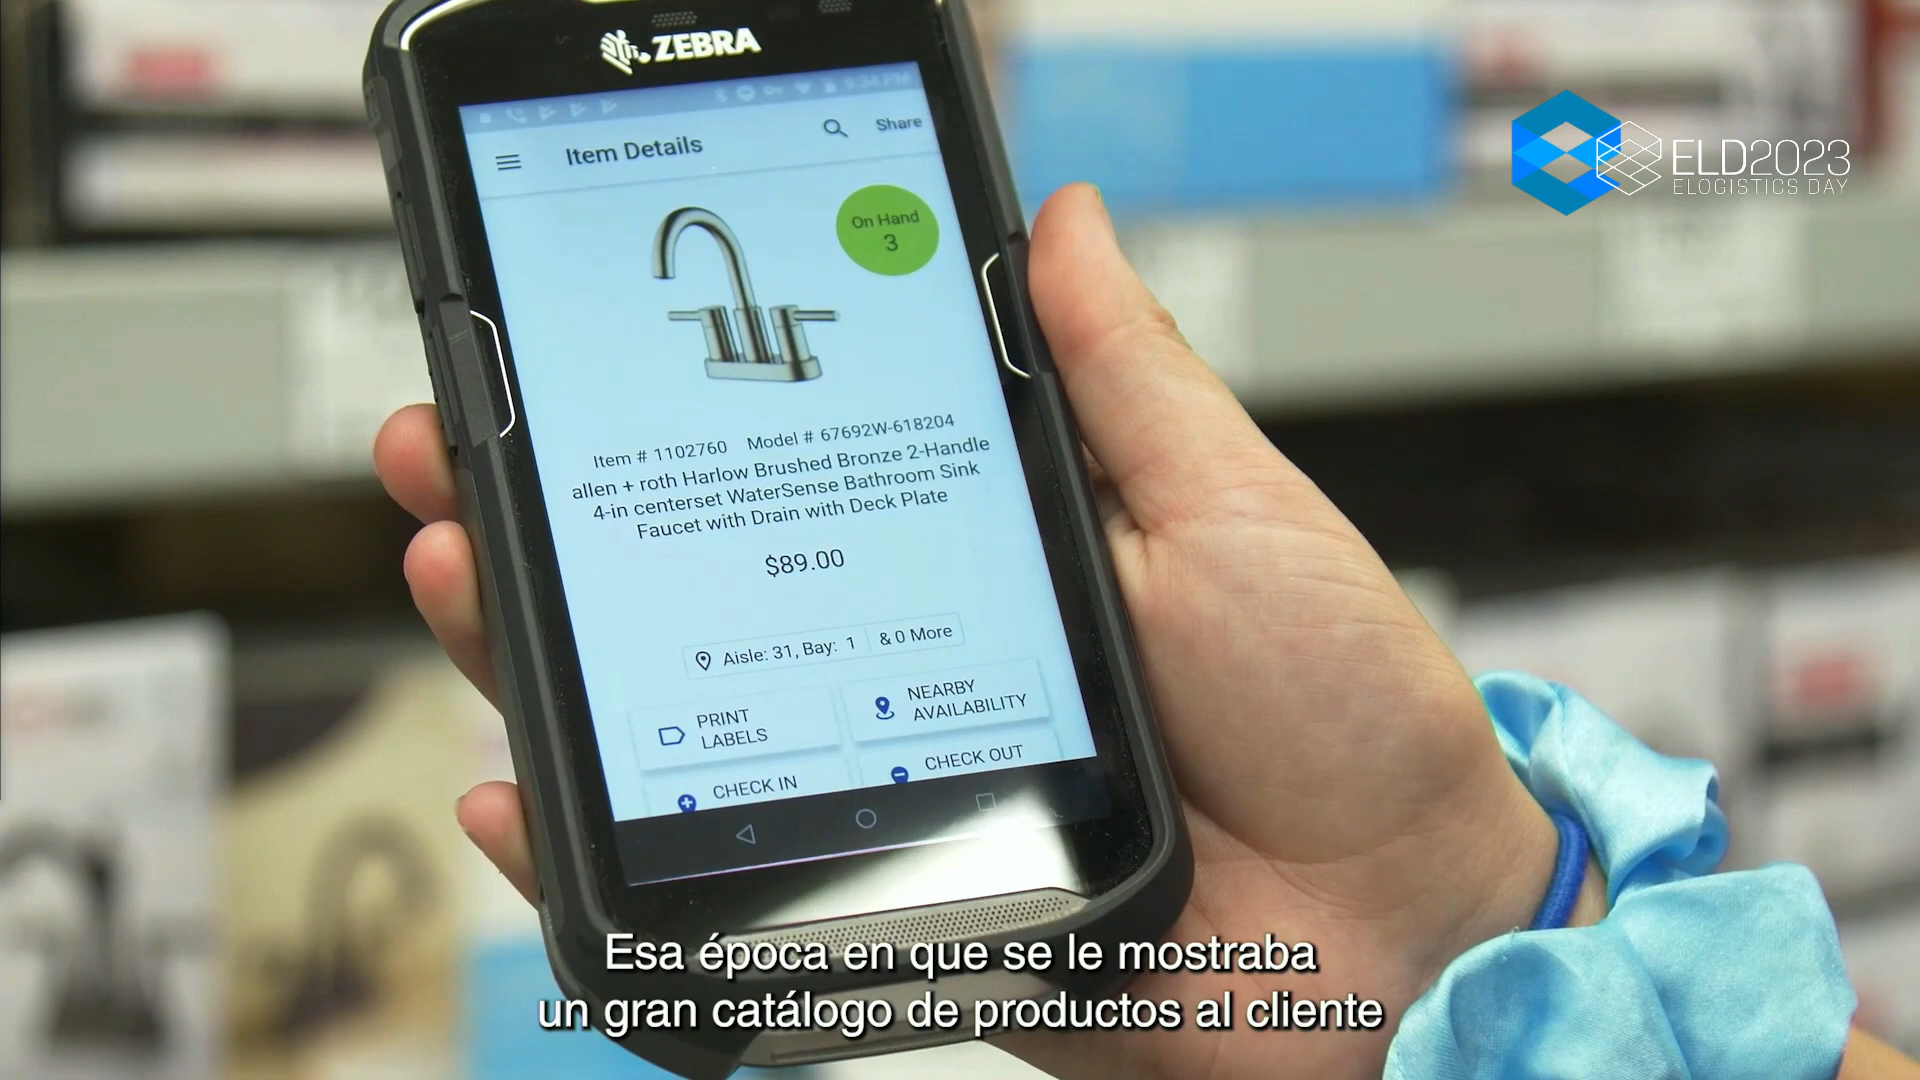 ZEBRA
9:34 PM
Item Details
Share
On Hand
3
Item # 1102760 Model # 67692W-618204
allen + roth Harlow Brushed Bronze 2-Handle
4-in centerset WaterSense Bathroom Sink
Faucet with Drain with Deck Plate
$89.00
Aisle: 31, Bay: 1 & 0 More
PRINT
LABELS
NEARBY
AVAILABILITY
CHECK IN
CHECK OUT
ELD2023
ELOGISTICS DAY
Esa época en que se le mostraba
un gran catálogo de productos al cliente